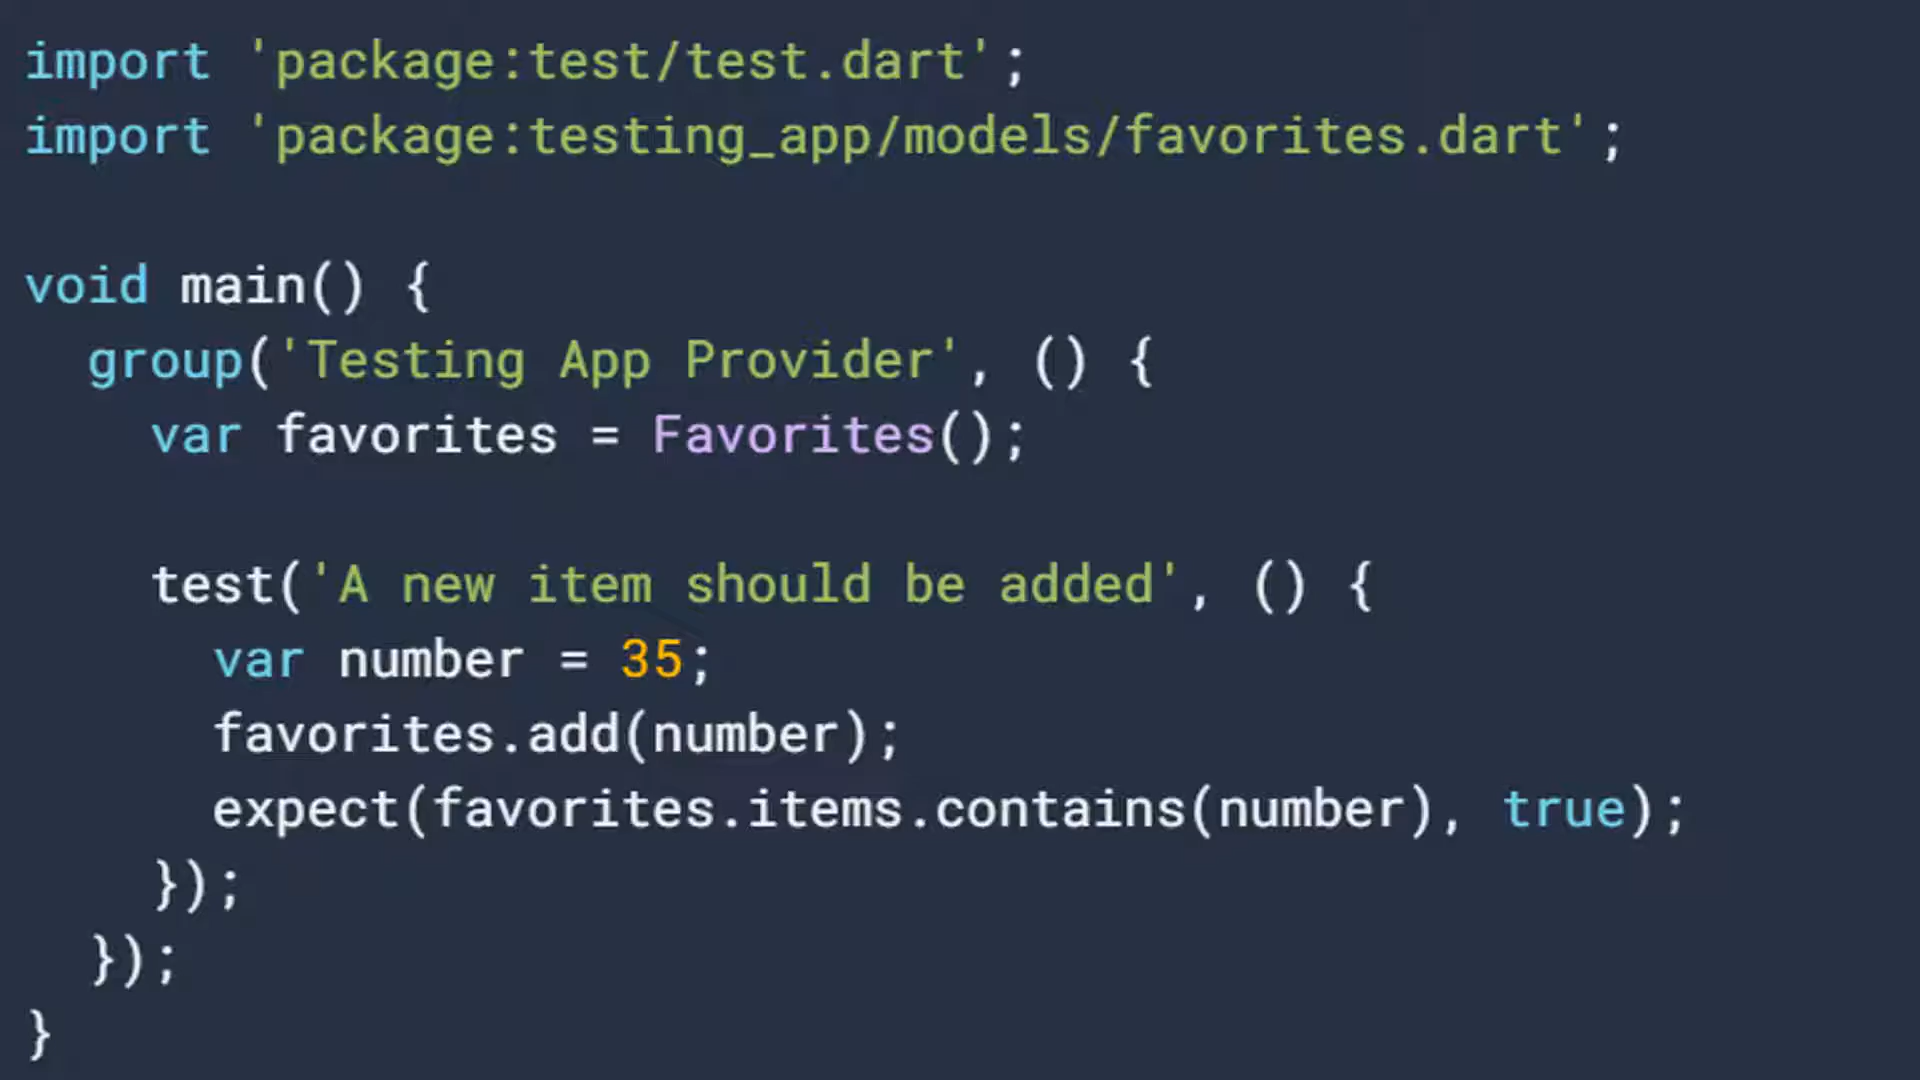 import 'package:test/test.dart';
import 'package:testing_app/models/favorites.dart';

void main() {
  group('Testing App Provider', () {
    var favorites = Favorites();

    test('A new item should be added', () {
      var number = 35;
      favorites.add(number);
      expect(favorites.items.contains(number), true);
    });
  });
}